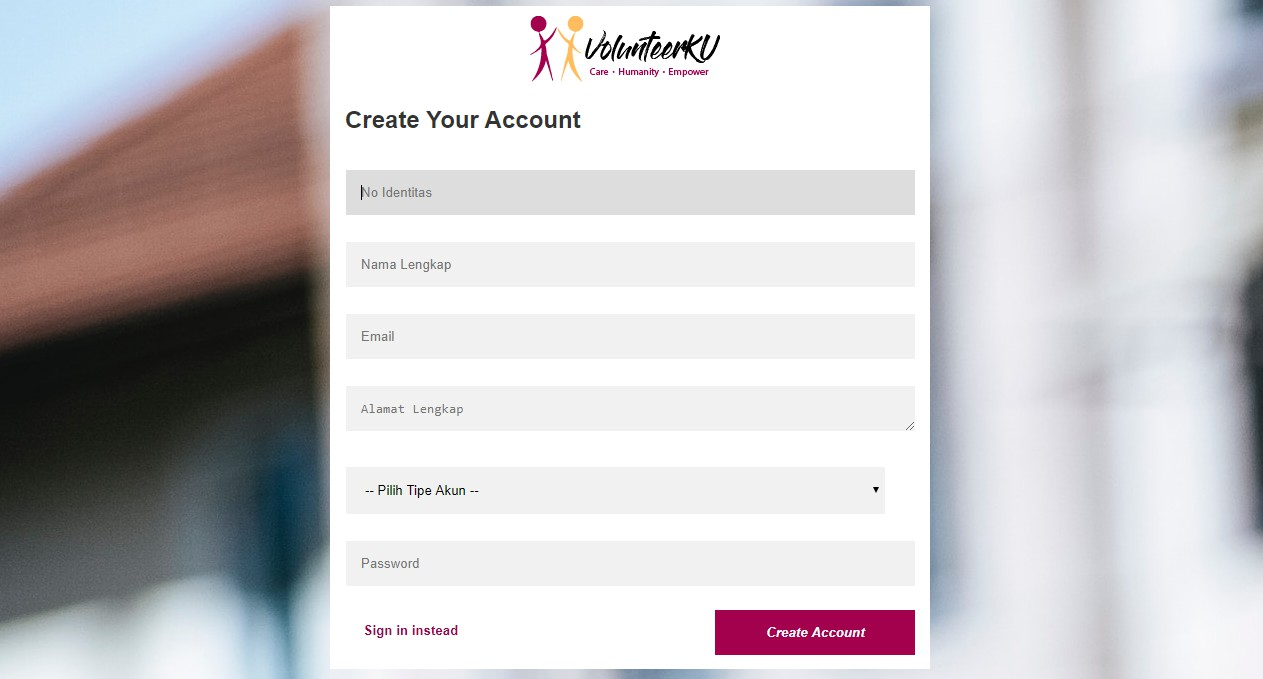 VolunteerKU
Care • Humanity • Empower
Create Your Account
No Identitas
Nama Lengkap
Email
Alamat Lengkap
-- Pilih Tipe Akun --
Password
Sign in instead
Create Account